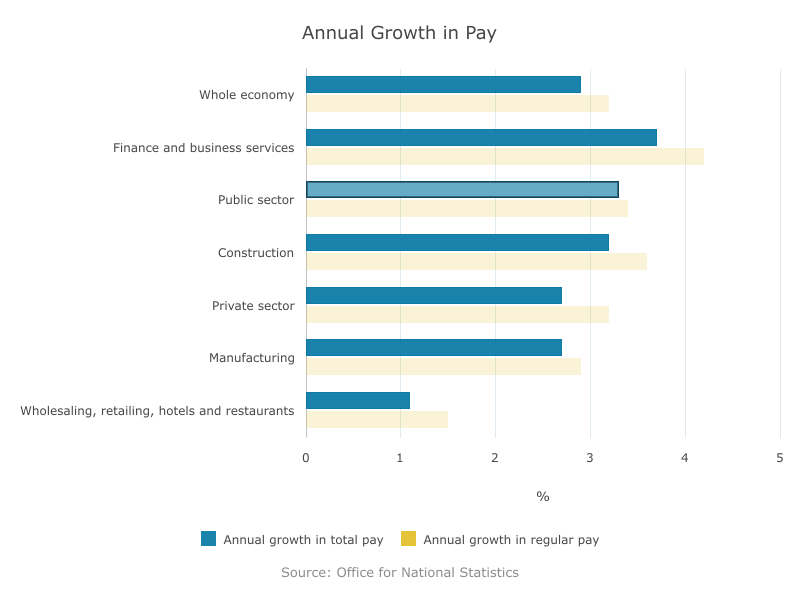 Annual Growth in Pay
Whole economy
Finance and business services
Public sector
Construction
Private sector
Manufacturing
Wholesaling, retailing, hotels and restaurants
0 1 2 3 4 5
%
Annual growth in total pay Annual growth in regular pay
Source: Office for National Statistics